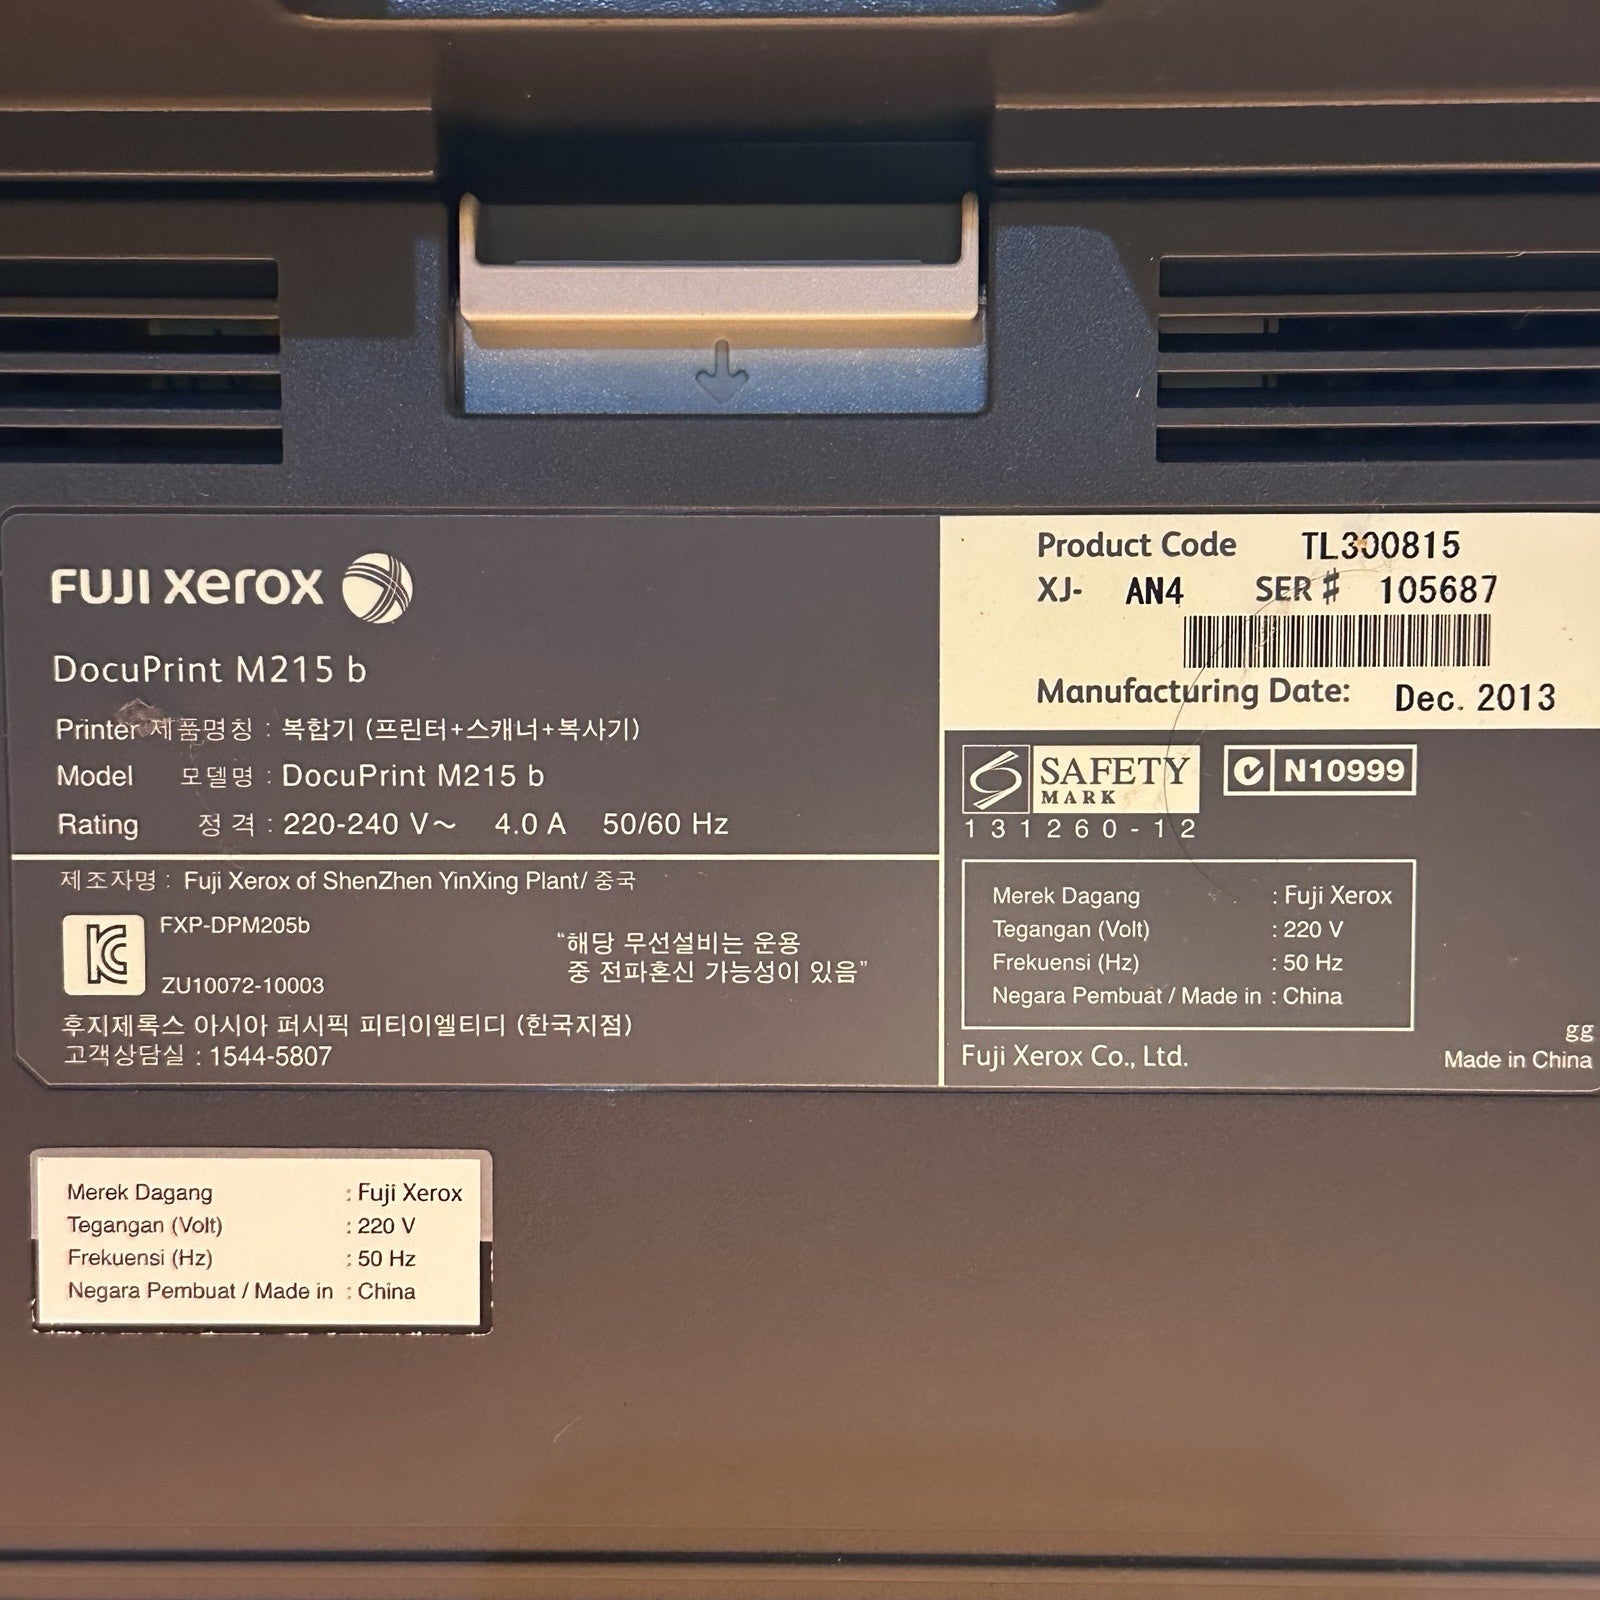 FUJI xerox
DocuPrint M215 b
Printer 제품명칭 : 복합기 (프린터+스캐너+복사기)
Model 모델명 : DocuPrint M215 b
Rating 정 격 : 220-240 V～ 4.0 A 50/60 Hz
제조자명 : Fuji Xerox of ShenZhen YinXing Plant/ 중국
FXP-DPM205b
ZU10072-10003
“해당 무선설비는 운용
중 전파혼신 가능성이 있음”
후지제록스 아시아 퍼시픽 피티이엘티디 (한국지점)
고객상담실 : 1544-5807
Product Code TL300815
XJ- AN4 SER# 105687
Manufacturing Date: Dec. 2013
SAFETY
MARK
131260-12
N10999
Merek Dagang : Fuji Xerox
Tegangan (Volt) : 220 V
Frekuensi (Hz) : 50 Hz
Negara Pembuat / Made in : China
Fuji Xerox Co., Ltd.
gg
Made in China
Merek Dagang : Fuji Xerox
Tegangan (Volt) : 220 V
Frekuensi (Hz) : 50 Hz
Negara Pembuat / Made in : China